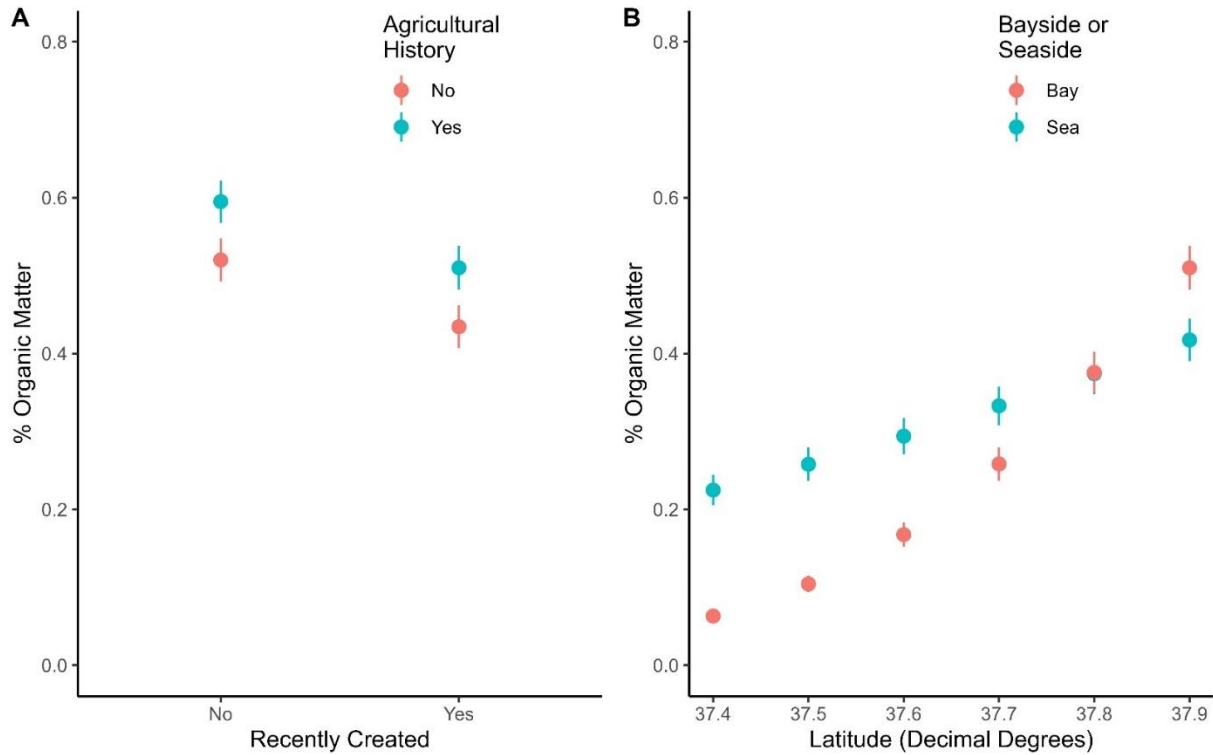 A
Agricultural
History
No
Yes
0.8
0.6
0.4
0.2
0.0
% Organic Matter
No
Yes
Recently Created
B
Bayside or
Seaside
Bay
Sea
0.8
0.6
0.4
0.2
0.0
% Organic Matter
37.4 37.5 37.6 37.7 37.8 37.9
Latitude (Decimal Degrees)